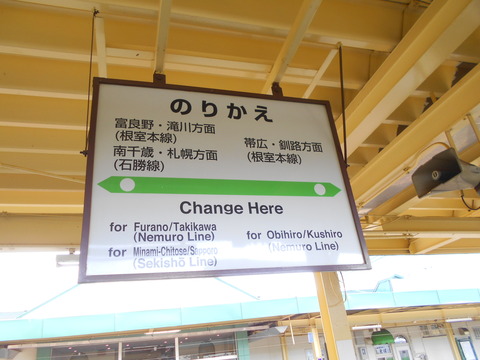 のりかえ
富良野・滝川方面
(根室本線)
南千歳・札幌方面
(石勝線)
帯広・釧路方面
(根室本線)
Change Here
for Furano/Takikawa
(Nemuro Line)
for Minami-Chitose/Sapporo
(Sekishō Line)
for Obihiro/Kushiro
(Nemuro Line)